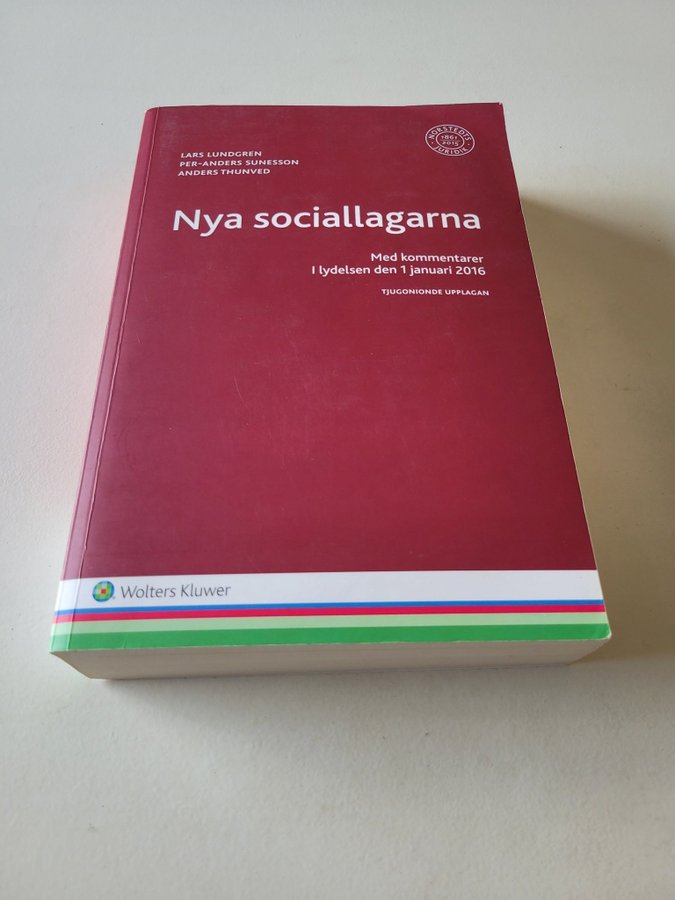 LARS LUNDGREN
PER-ANDERS SUNESSON
ANDERS THUNVED
NORSTEDTS
1861
2015
JURIDIK
Nya sociallagarna
Med kommentarer
I lydelsen den 1 januari 2016
TJUGONIONDE UPPLAGAN
Wolters Kluwer